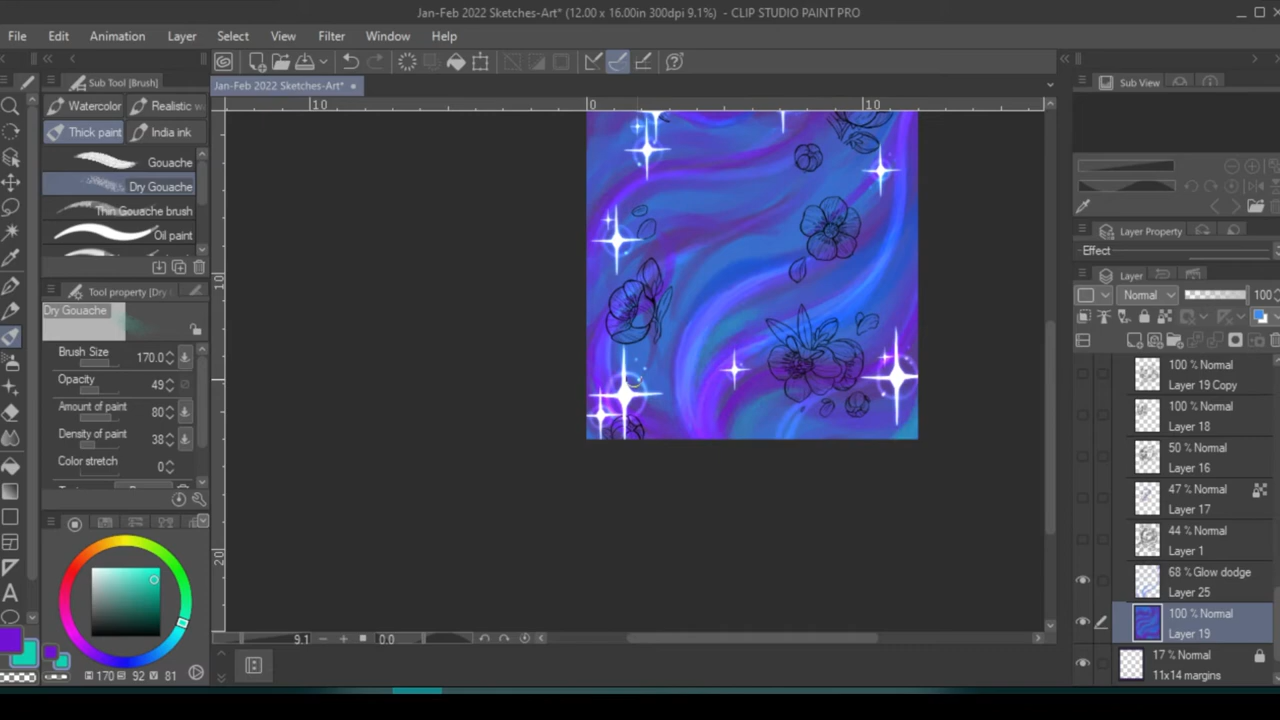 Jan-Feb 2022 Sketches-Art* (12.00 x 16.00in 300dpi 9.1%) - CLIP STUDIO PAINT PRO
File Edit Animation Layer Select View Filter Window Help
Sub Tool [Brush]
Jan-Feb 2022 Sketches-Art*
Sub View
Watercolor
Realistic w
Thick paint
India ink
10 0 10
Gouache
Dry Gouache
Thin Gouache brush
Oil paint
10
20
Tool property [Dry
Dry Gouache
Brush Size 170.0
Opacity 49
Amount of paint 80
Density of paint 38
Color stretch 0
170 92 V 81
9.1 0.0
Layer Property
Effect
Layer
Normal 100
100 % Normal
Layer 19 Copy
100 % Normal
Layer 18
50 % Normal
Layer 16
47 % Normal
Layer 17
44 % Normal
Layer 1
68 % Glow dodge
Layer 25
100 % Normal
Layer 19
17 % Normal
11x14 margins